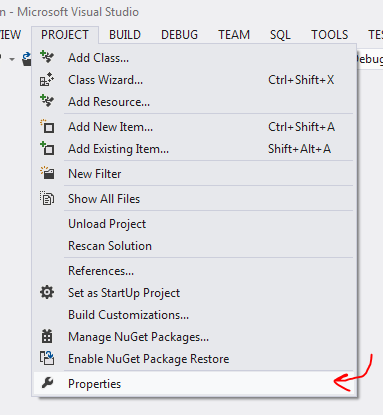 n - Microsoft Visual Studio
IEW PROJECT BUILD DEBUG TEAM SQL TOOLS TES
Add Class...
Class Wizard... Ctrl+Shift+X
Add Resource...
Add New Item... Ctrl+Shift+A
Add Existing Item... Shift+Alt+A
New Filter
Show All Files
Unload Project
Rescan Solution
References...
Set as StartUp Project
Build Customizations...
Manage NuGet Packages...
Enable NuGet Package Restore
Properties